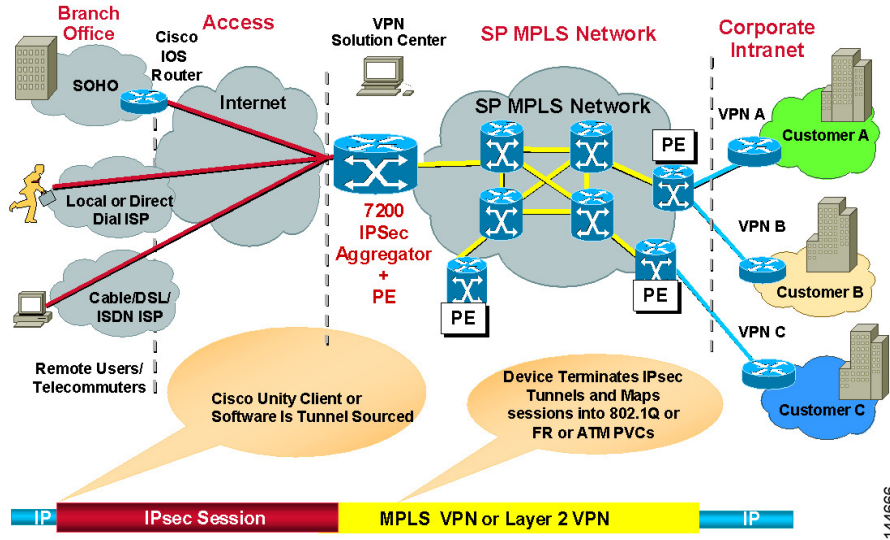 Branch
Office
Access
VPN
Solution Center
SP MPLS Network
Corporate
Intranet
Cisco
IOS
Router
SOHO
Internet
SP MPLS Network
VPN A
Customer A
PE
Local or Direct
Dial ISP
7200
IPSec
Aggregator
+
PE
VPN B
Customer B
PE
PE
Cable/DSL/
ISDN ISP
VPN C
Customer C
Remote Users/
Telecommuters
Cisco Unity Client or
Software Is Tunnel Sourced
Device Terminates IPsec
Tunnels and Maps
sessions into 802.1Q or
FR or ATM PVCs
IP
IPsec Session
MPLS VPN or Layer 2 VPN
IP
144666